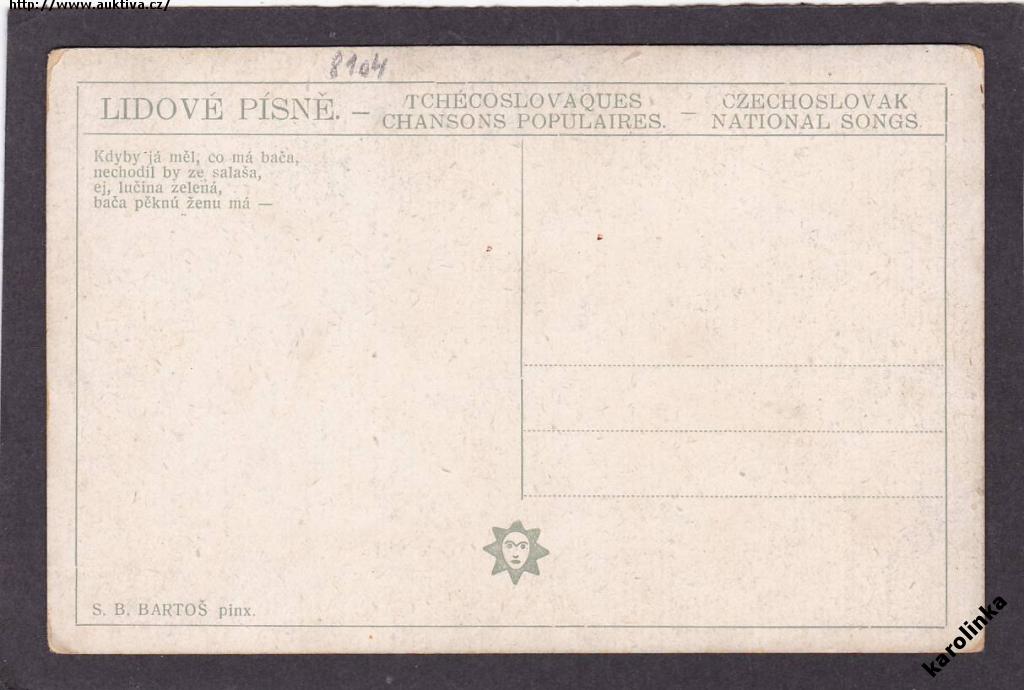 http://www.auktiva.cz/
8104
LIDOVÉ PÍSNĚ. — TCHÉCOSLOVAQUES CHANSONS POPULAIRES. — CZECHOSLOVAK NATIONAL SONGS.
Kdyby já měl, co má bača,
nechodil by ze salaša,
ej, lučina zelená,
bača pěknú ženu má —
S. B. BARTOŠ pinx.
karolinka